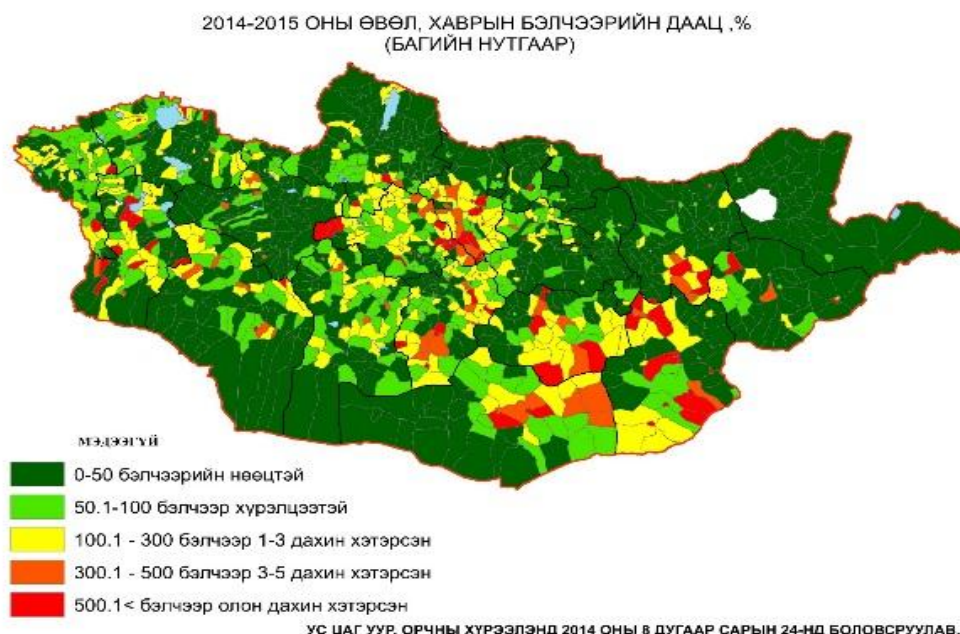 2014-2015 ОНЫ ӨВӨЛ, ХАВРЫН БЭЛЧЭЭРИЙН ДААЦ ,%
(БАГИЙН НУТГААР)
МЭДЭЭГҮЙ
0-50 бэлчээрийн нөөцтэй
50.1-100 бэлчээр хүрэлцээтэй
100.1 - 300 бэлчээр 1-3 дахин хэтэрсэн
300.1 - 500 бэлчээр 3-5 дахин хэтэрсэн
500.1< бэлчээр олон дахин хэтэрсэн
УС ЦАГ УУР, ОРЧНЫ ХҮРЭЭЛЭНД 2014 ОНЫ 8 ДУГААР САРЫН 24-НД БОЛОВСРУУЛАВ.